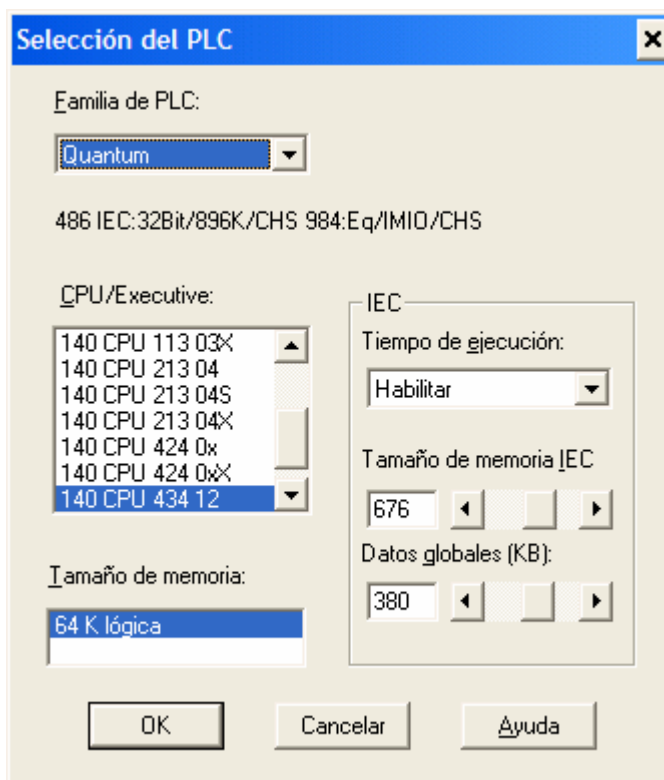 Selección del PLC
Familia de PLC:
Quantum
486 IEC:32Bit/896K/CHS 984:Eq/IMIO/CHS
CPU/Executive:
140 CPU 113 03X
140 CPU 213 04
140 CPU 213 04S
140 CPU 213 04X
140 CPU 424 0x
140 CPU 424 0xX
140 CPU 434 12
Tamaño de memoria:
64 K lógica
IEC
Tiempo de ejecución:
Habilitar
Tamaño de memoria IEC
676
Datos globales (KB):
380
OK
Cancelar
Ayuda